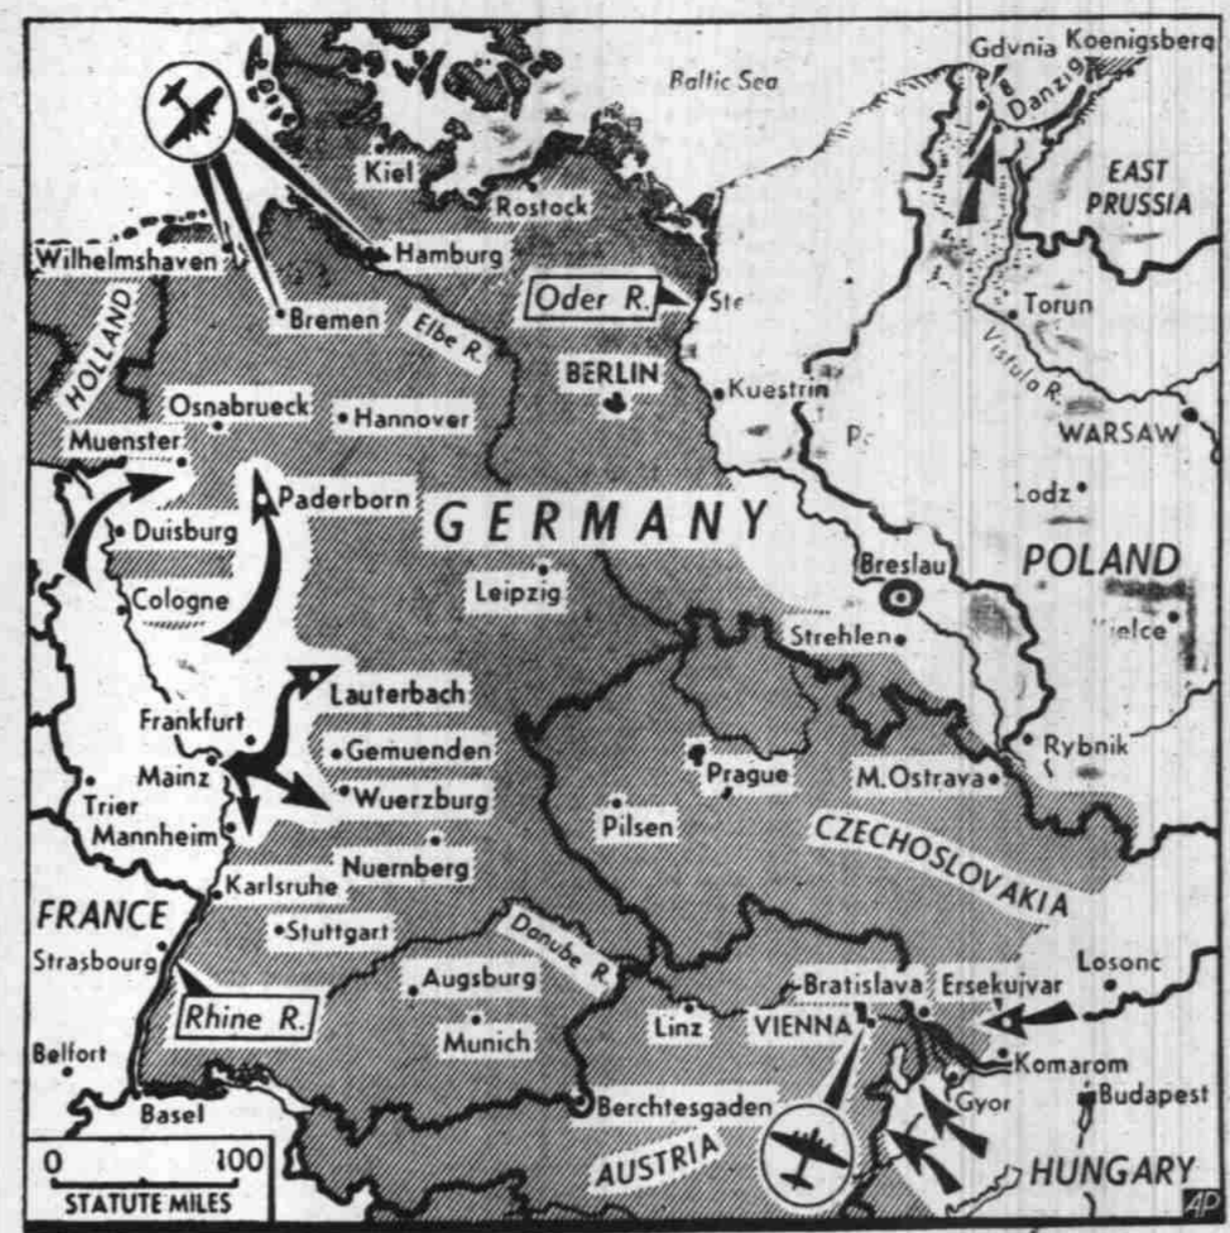 Baltic Sea
Gdynia
Koenigsberg
Danzig
Kiel
Rostock
EAST
PRUSSIA
Wilhelmshaven
Hamburg
Oder R.
Bremen
Elbe R.
HOLLAND
Torun
Vistula R.
BERLIN
Kuestrin
Osnabrueck
Hannover
Muenster
WARSAW
Paderborn
Lodz
Duisburg
GERMANY
POLAND
Breslau
Cologne
Leipzig
Strehlen
Lauterbach
Frankfurt
Gemuenden
Rybnik
Mainz
Prague
M. Ostrava
Trier
Wuerzburg
Mannheim
Pilsen
CZECHOSLOVAKIA
Nuernberg
Karlsruhe
FRANCE
Stuttgart
Danube R.
Strasbourg
Augsburg
Bratislava
Ersekujvar
Losonc
Rhine R.
Linz
VIENNA
Munich
Belfort
Komarom
Basel
Berchtesgaden
Gyor
Budapest
AUSTRIA
HUNGARY
0 100
STATUTE MILES
AP